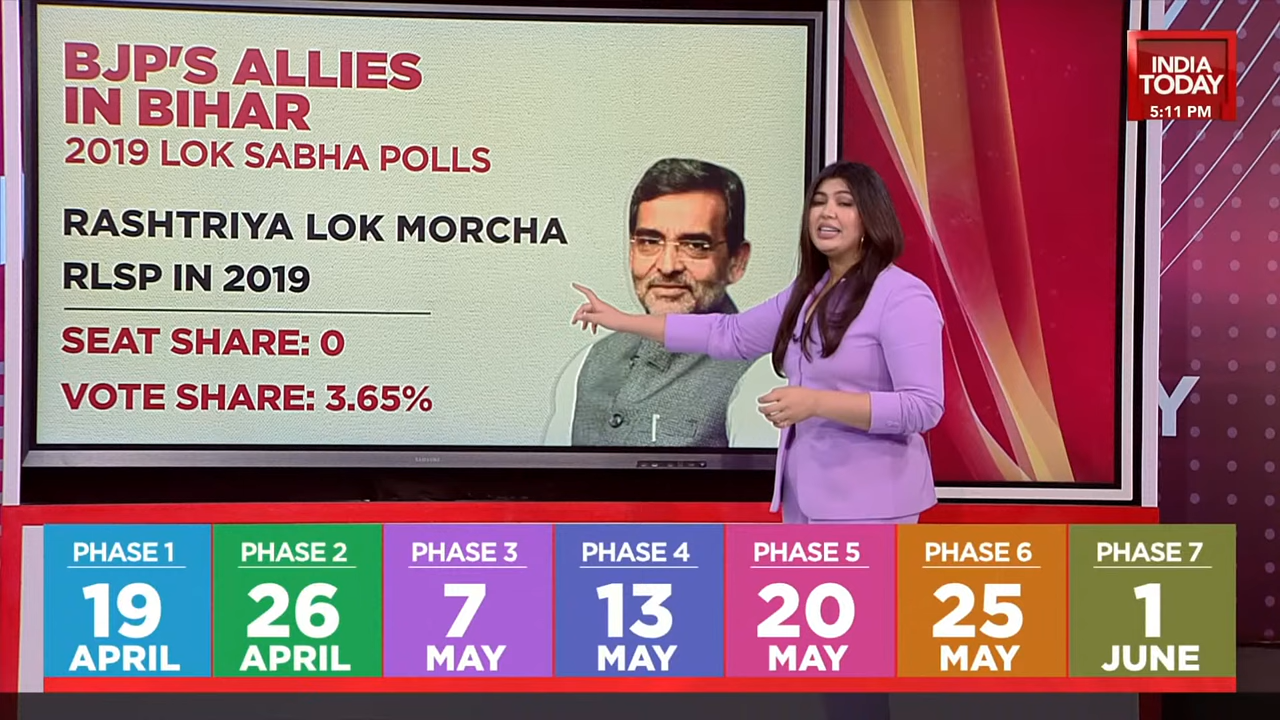 BJP'S ALLIES
IN BIHAR
2019 LOK SABHA POLLS
RASHTRIYA LOK MORCHA
RLSP IN 2019
SEAT SHARE: 0
VOTE SHARE: 3.65%
INDIA
TODAY
5:11 PM
Y
SAMSUNG
PHASE 1
19
APRIL
PHASE 2
26
APRIL
PHASE 3
7
MAY
PHASE 4
13
MAY
PHASE 5
20
MAY
PHASE 6
25
MAY
PHASE 7
1
JUNE